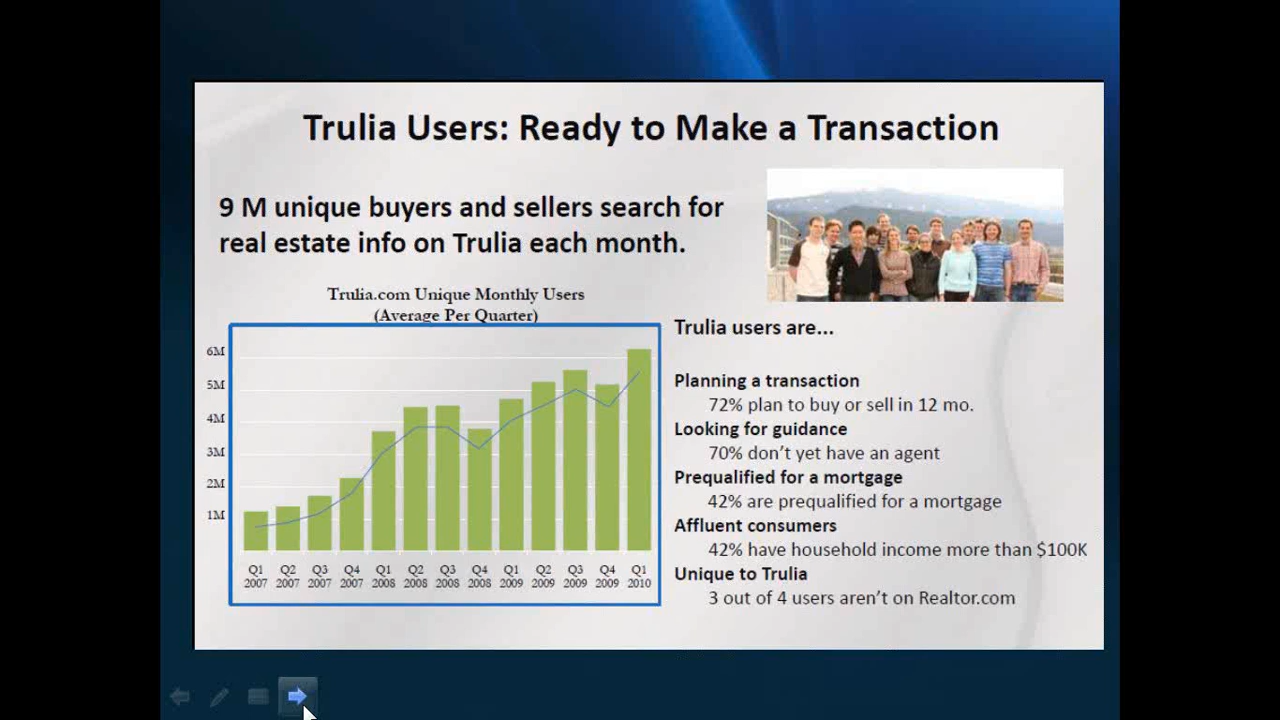 Trulia Users: Ready to Make a Transaction
9 M unique buyers and sellers search for
real estate info on Trulia each month.
Trulia.com Unique Monthly Users
(Average Per Quarter)
6M
5M
4M
3M
2M
1M
Q1 Q2 Q3 Q4 Q1 Q2 Q3 Q4 Q1 Q2 Q3 Q4 Q1
2007 2007 2007 2007 2008 2008 2008 2008 2009 2009 2009 2009 2010
Trulia users are...
Planning a transaction
72% plan to buy or sell in 12 mo.
Looking for guidance
70% don't yet have an agent
Prequalified for a mortgage
42% are prequalified for a mortgage
Affluent consumers
42% have household income more than $100K
Unique to Trulia
3 out of 4 users aren't on Realtor.com